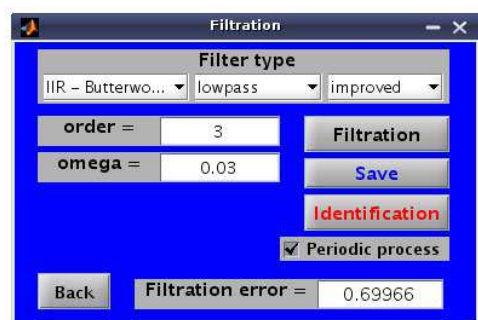 Filtration
Filter type
IIR – Butterwo... lowpass improved
order = 3 Filtration
omega = 0.03 Save
Identification
Periodic process
Back Filtration error = 0.69966